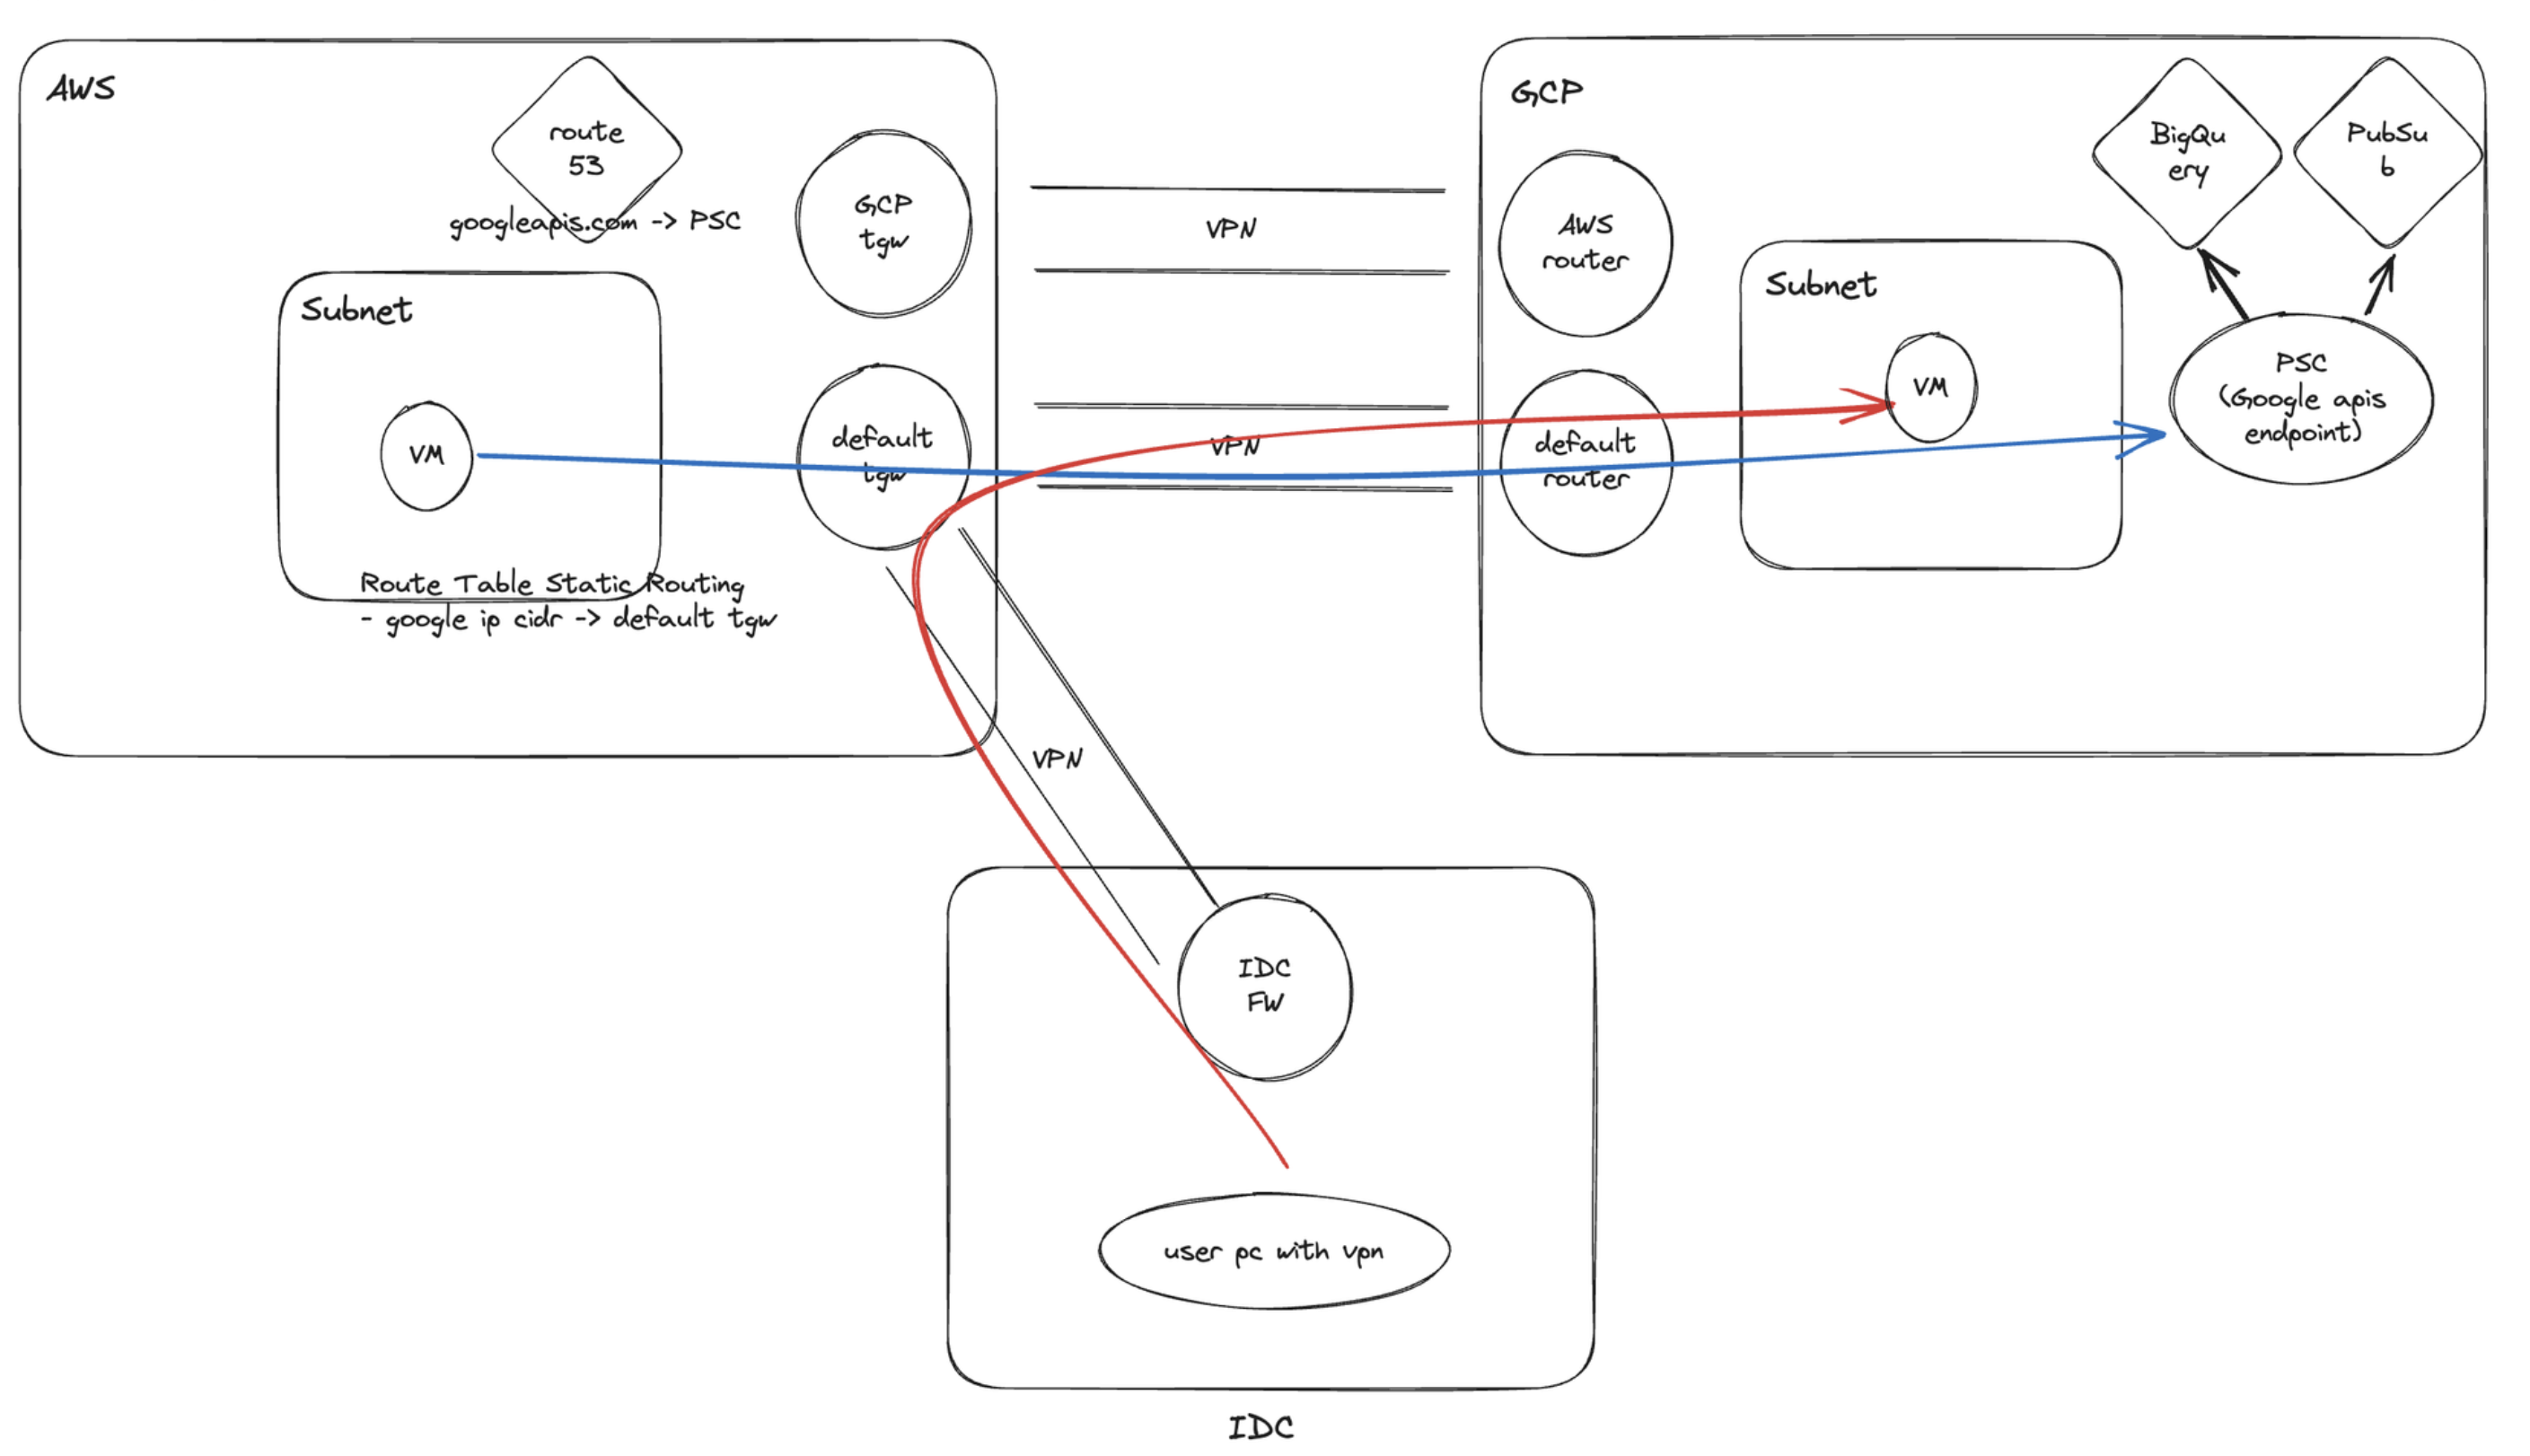 AWS
route
53
googleapis.com -> PSC
GCP
tgw
Subnet
VM
default
tgw
Route Table Static Routing
- google ip cidr -> default tgw
VPN
VPN
VPN
GCP
AWS
router
default
router
Subnet
VM
BigQu
ery
PubSu
b
PSC
(Google apis
endpoint)
IDC
FW
user pc with vpn
IDC